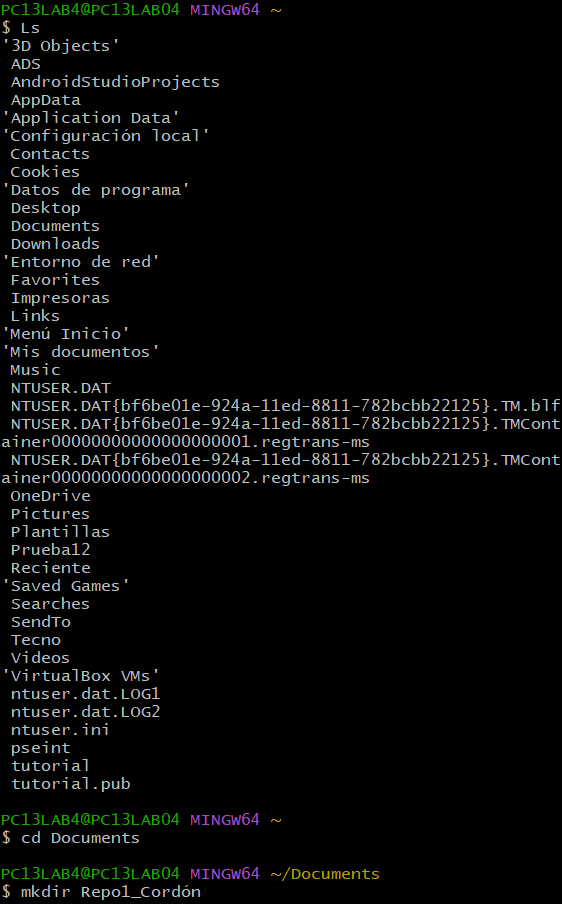 PC13LAB4@PC13LAB04 MINGW64 ~
$ Ls
'3D Objects'
ADS
AndroidStudioProjects
AppData
'Application Data'
'Configuración local'
Contacts
Cookies
'Datos de programa'
Desktop
Documents
Downloads
'Entorno de red'
Favorites
Impresoras
Links
'Menú Inicio'
'Mis documentos'
Music
NTUSER.DAT
NTUSER.DAT{bf6be01e-924a-11ed-8811-782bcbb22125}.TM.blf
NTUSER.DAT{bf6be01e-924a-11ed-8811-782bcbb22125}.TMCont
ainer00000000000000000001.regtrans-ms
NTUSER.DAT{bf6be01e-924a-11ed-8811-782bcbb22125}.TMCont
ainer00000000000000000002.regtrans-ms
OneDrive
Pictures
Plantillas
Prueba12
Reciente
'Saved Games'
Searches
SendTo
Tecno
Videos
'VirtualBox VMs'
ntuser.dat.LOG1
ntuser.dat.LOG2
ntuser.ini
pseint
tutorial
tutorial.pub
PC13LAB4@PC13LAB04 MINGW64 ~
$ cd Documents
PC13LAB4@PC13LAB04 MINGW64 ~/Documents
$ mkdir Repo1_Cordón